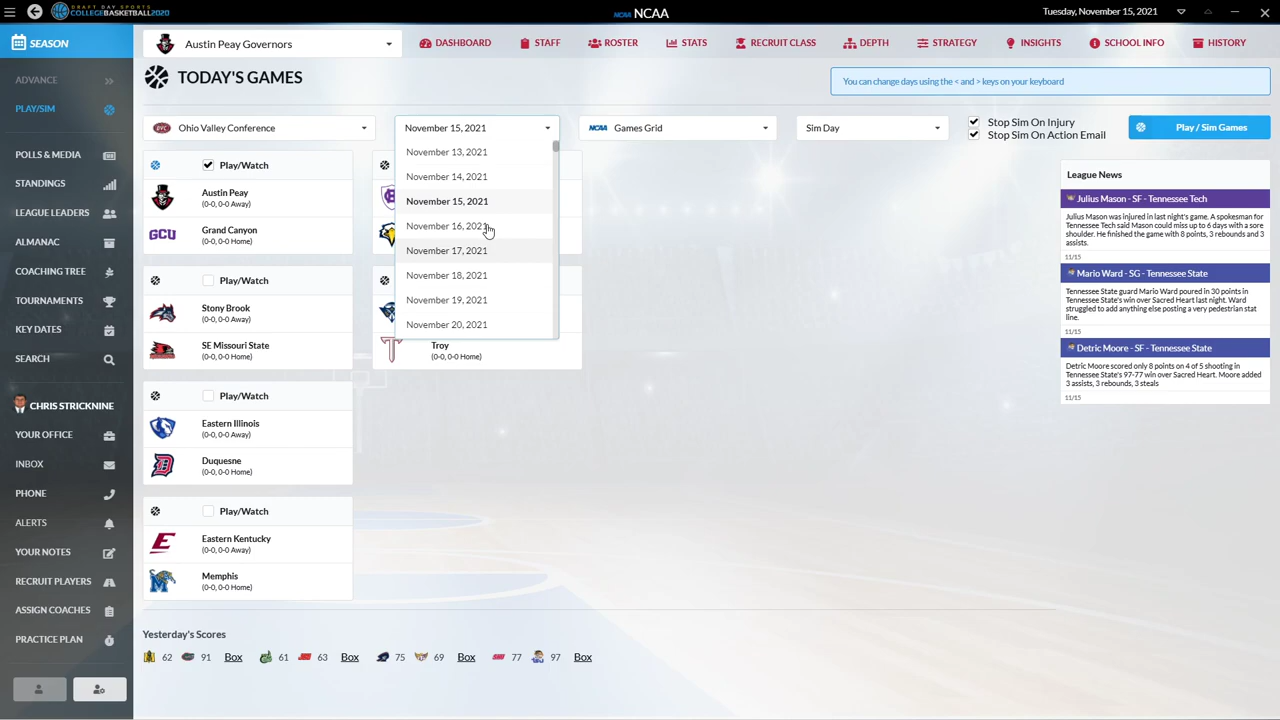 DRAFT DAY SPORTS
COLLEGE BASKETBALL 2020
NCAA NCAA
Tuesday, November 15, 2021
SEASON
Austin Peay Governors
DASHBOARD
STAFF
ROSTER
STATS
RECRUIT CLASS
DEPTH
STRATEGY
INSIGHTS
SCHOOL INFO
HISTORY
ADVANCE
PLAY/SIM
POLLS & MEDIA
STANDINGS
LEAGUE LEADERS
ALMANAC
COACHING TREE
TOURNAMENTS
KEY DATES
SEARCH
CHRIS STRICKNINE
YOUR OFFICE
INBOX
PHONE
ALERTS
YOUR NOTES
RECRUIT PLAYERS
ASSIGN COACHES
PRACTICE PLAN
TODAY'S GAMES
You can change days using the < and > keys on your keyboard
OVC Ohio Valley Conference
November 15, 2021
NCAA Games Grid
Sim Day
Stop Sim On Injury
Stop Sim On Action Email
Play / Sim Games
November 13, 2021
November 14, 2021
November 15, 2021
November 16, 2021
November 17, 2021
November 18, 2021
November 19, 2021
November 20, 2021
Play/Watch
Austin Peay
(0-0, 0-0 Away)
GCU
Grand Canyon
(0-0, 0-0 Home)
Play/Watch
Stony Brook
(0-0, 0-0 Away)
SE Missouri State
(0-0, 0-0 Home)
Troy
(0-0, 0-0 Home)
Play/Watch
Eastern Illinois
(0-0, 0-0 Away)
Duquesne
(0-0, 0-0 Home)
Play/Watch
Eastern Kentucky
(0-0, 0-0 Away)
Memphis
(0-0, 0-0 Home)
League News
Julius Mason - SF - Tennessee Tech
Julius Mason was injured in last night's game. A spokesman for
Tennessee Tech said Mason could miss up to 6 days with a sore
shoulder. He finished the game with 8 points, 3 rebounds and 3
assists.
11/15
Mario Ward - SG - Tennessee State
Tennessee State guard Mario Ward poured in 30 points in
Tennessee State's win over Sacred Heart last night. Ward
struggled to add anything else posting a very pedestrian stat
line.
11/15
Detric Moore - SF - Tennessee State
Detric Moore scored only 8 points on 4 of 5 shooting in
Tennessee State's 97-77 win over Sacred Heart. Moore added
3 assists, 3 rebounds, 3 steals
11/15
Yesterday's Scores
62 91 Box 61 63 Box 75 69 Box 77 97 Box